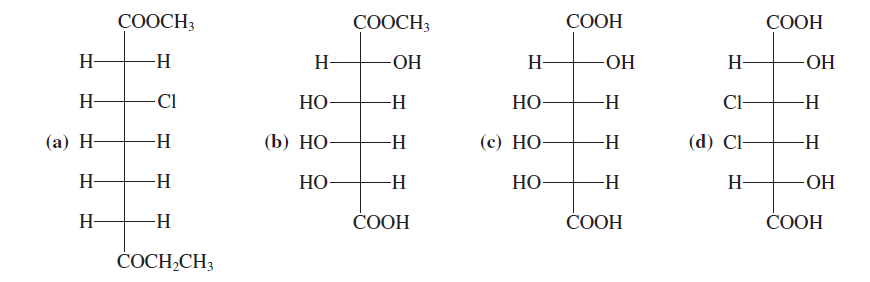 COOCH3 COOCH3 COOH COOH
H H H OH H OH H OH
H Cl HO H HO H Cl H
(a) H H (b) HO H (c) HO H (d) Cl H
H H HO H HO H H OH
H H COOH COOH COOH
COCH2CH3